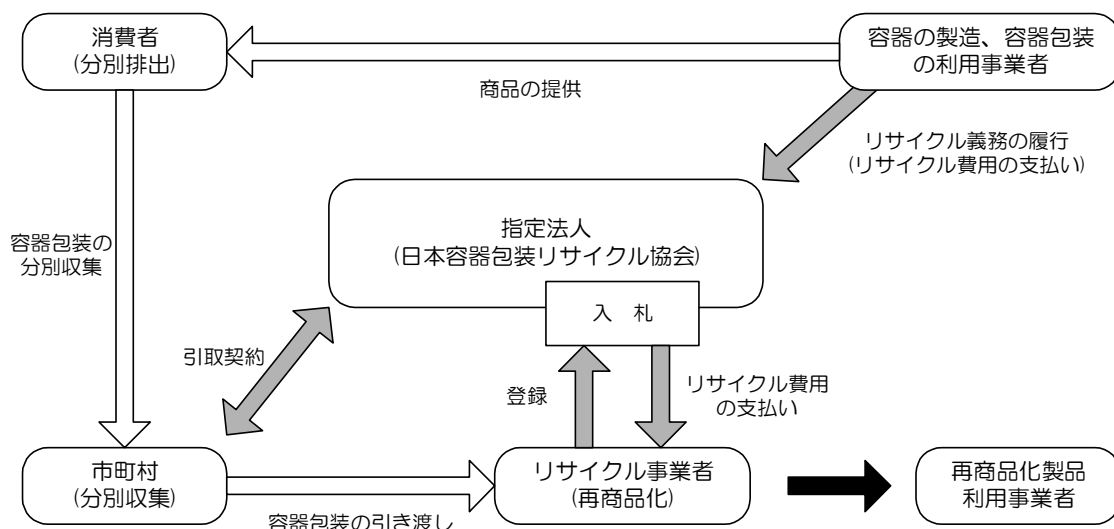 消費者
(分別排出)
容器の製造、容器包装
の利用事業者
商品の提供
リサイクル義務の履行
(リサイクル費用の支払い)
指定法人
(日本容器包装リサイクル協会)
容器包装の
分別収集
入　札
引取契約
登録
リサイクル費用
の支払い
市町村
(分別収集)
リサイクル事業者
(再商品化)
再商品化製品
利用事業者
容器包装の引き渡し